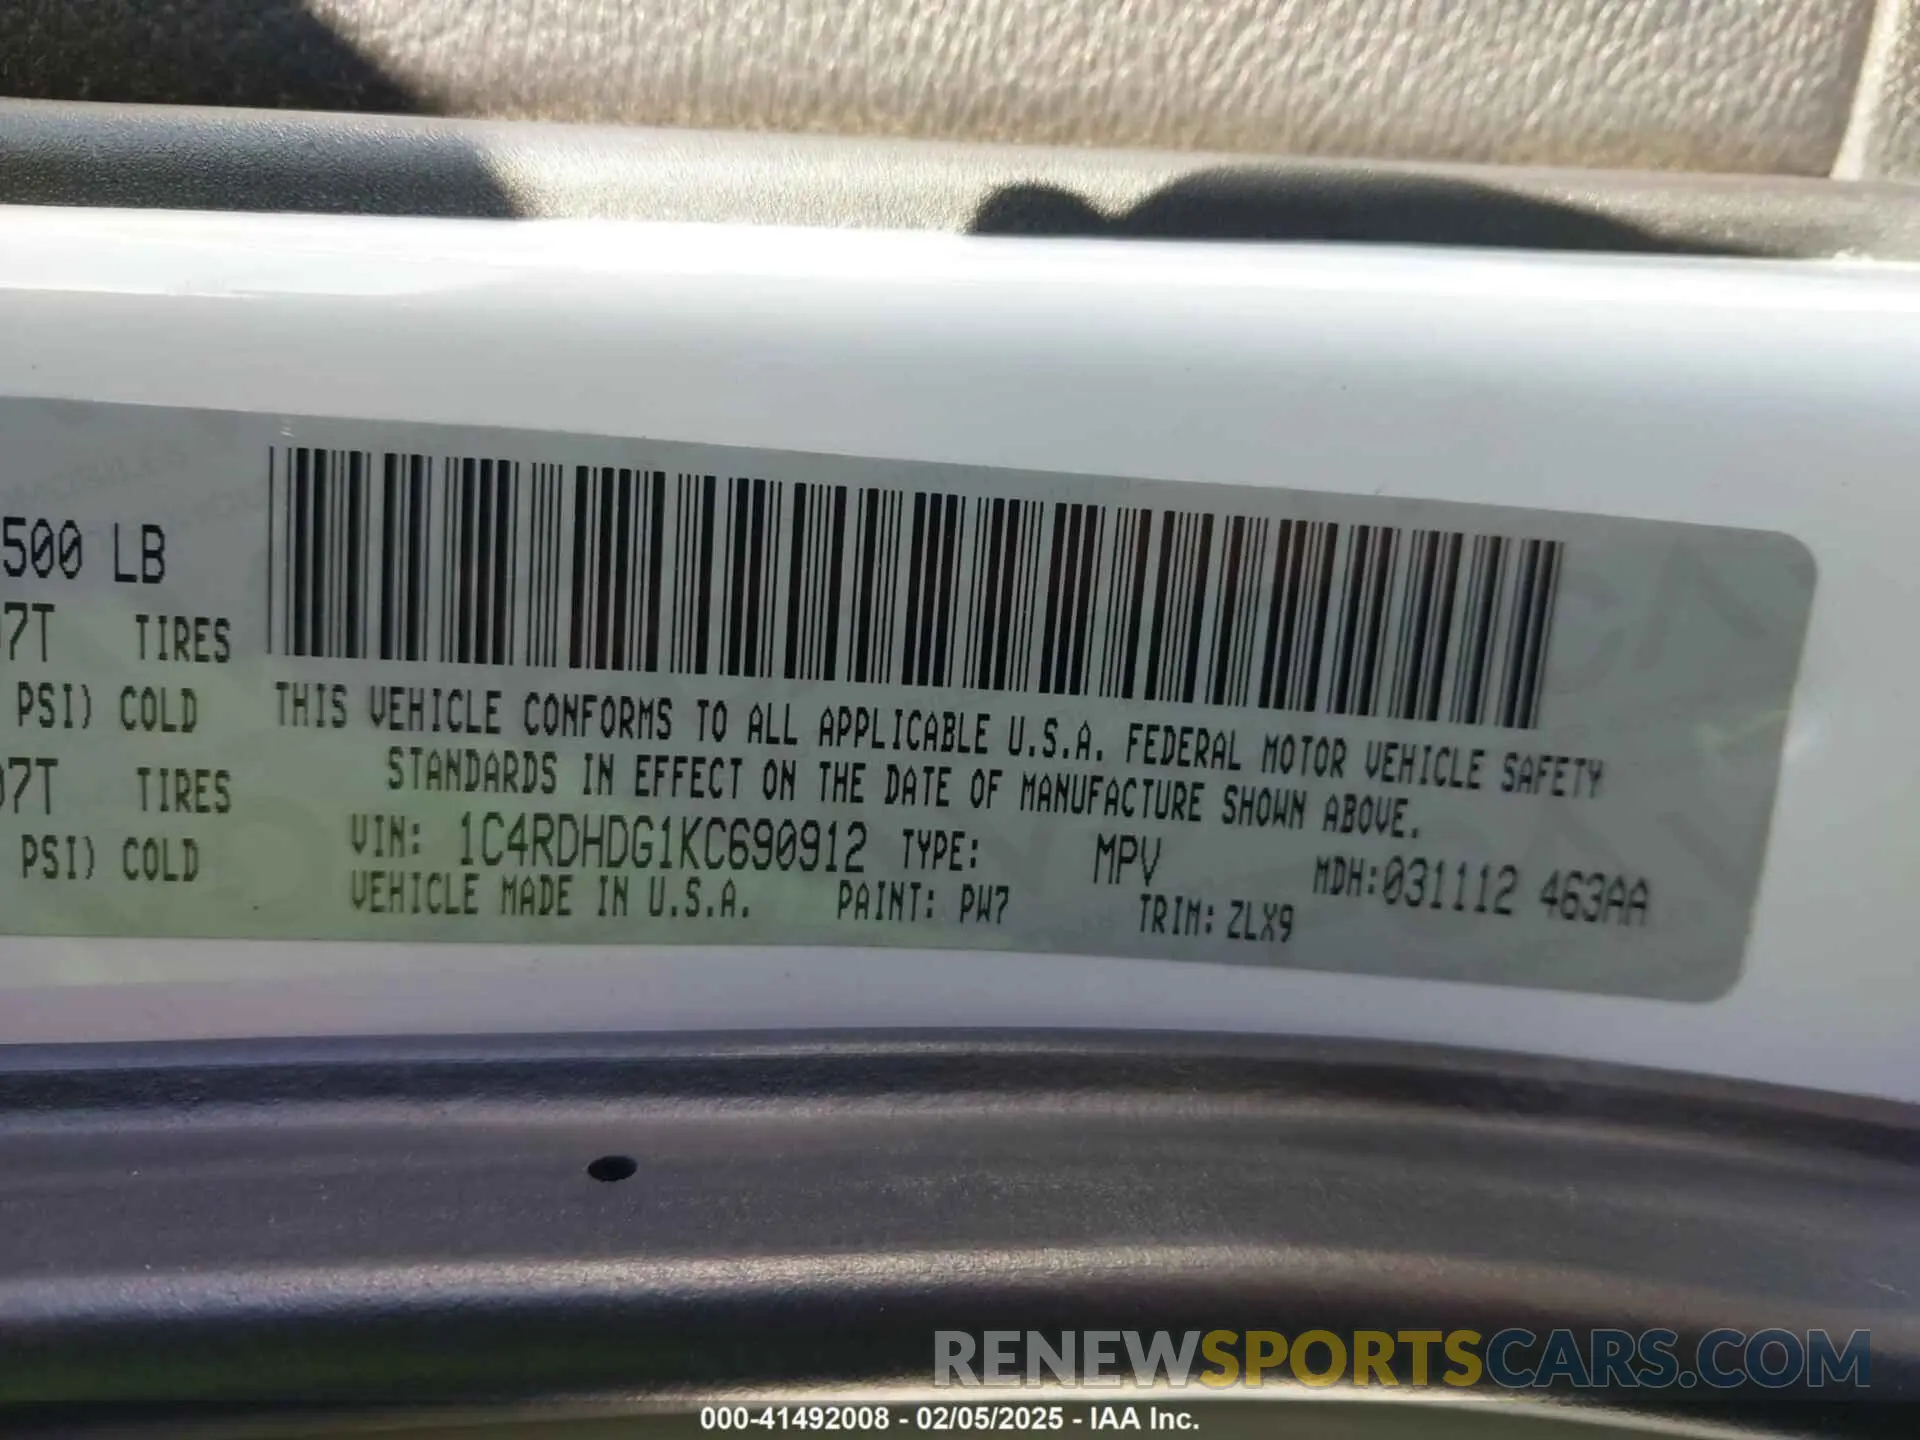 500 LB
7T TIRES
PSI) COLD
07T TIRES
PSI) COLD
THIS VEHICLE CONFORMS TO ALL APPLICABLE U.S.A. FEDERAL MOTOR VEHICLE SAFETY
STANDARDS IN EFFECT ON THE DATE OF MANUFACTURE SHOWN ABOVE.
VIN: 1C4RDHDG1KC690912 TYPE: MPV MDH:031112 463AA
VEHICLE MADE IN U.S.A. PAINT: PW7 TRIM: ZLX9
RENEWSPORTSCARS.COM
000-41492008 - 02/05/2025 - IAA Inc.